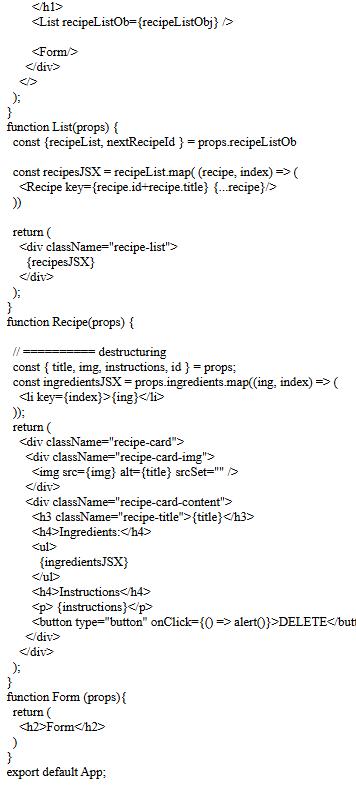 </h1>
<List recipeListOb={recipeListObj} />
<Form/>
</div>
</>
);
}
function List(props) {
const {recipeList, nextRecipeId } = props.recipeListOb
const recipesJSX = recipeList.map( (recipe, index) => (
<Recipe key={recipe.id+recipe.title} {...recipe}/>
))
return (
<div className="recipe-list">
{recipesJSX}
</div>
);
}
function Recipe(props) {
// ========== destructuring
const { title, img, instructions, id } = props;
const ingredientsJSX = props.ingredients.map((ing, index) => (
<li key={index}>{ing}</li>
));
return (
<div className="recipe-card">
<div className="recipe-card-img">
<img src={img} alt={title} srcSet="" />
</div>
<div className="recipe-card-content">
<h3 className="recipe-title">{title}</h3>
<h4>Ingredients:</h4>
<ul>
{ingredientsJSX}
</ul>
<h4>Instructions</h4>
<p> {instructions}</p>
<button type="button" onClick={() => alert()}>DELETE</but
</div>
</div>
);
}
function Form (props){
return (
<h2>Form</h2>
)
}
export default App;